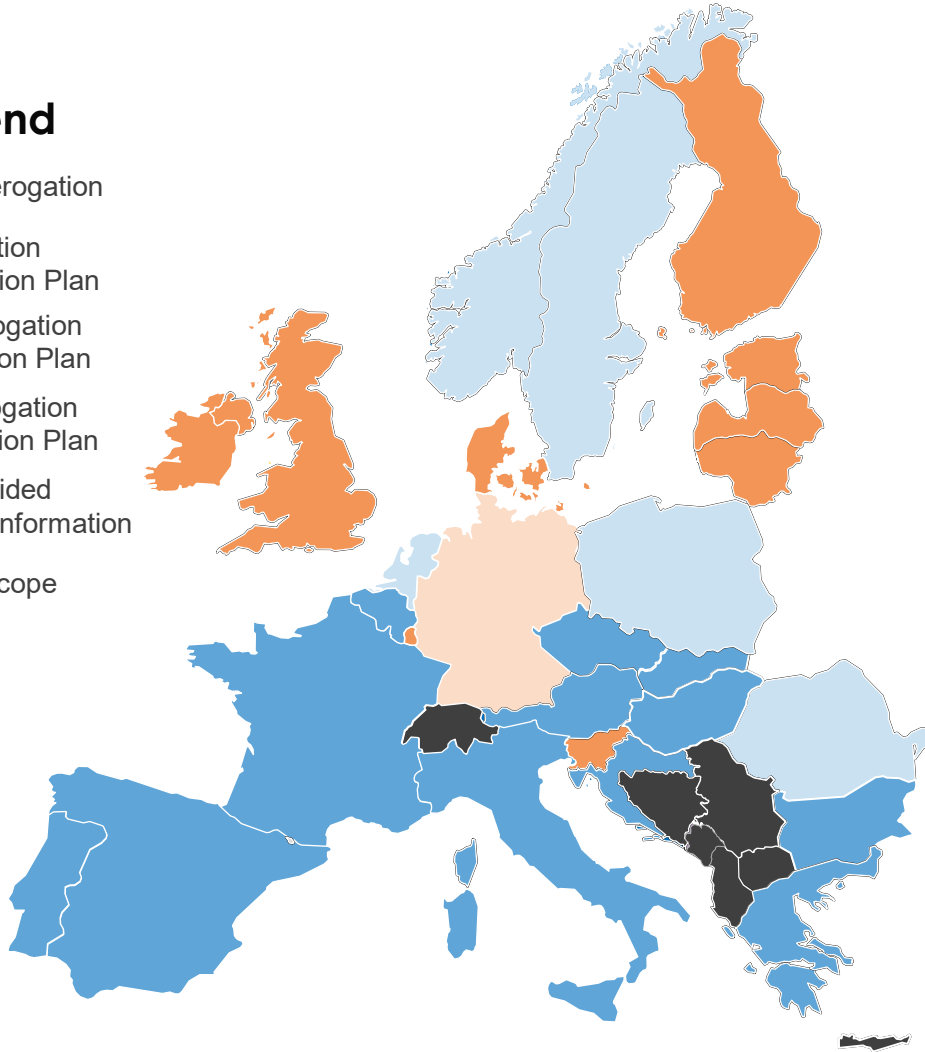 end
erogation
tion
ion Plan
ogation
on Plan
ogation
ion Plan
ided
nformation
cope